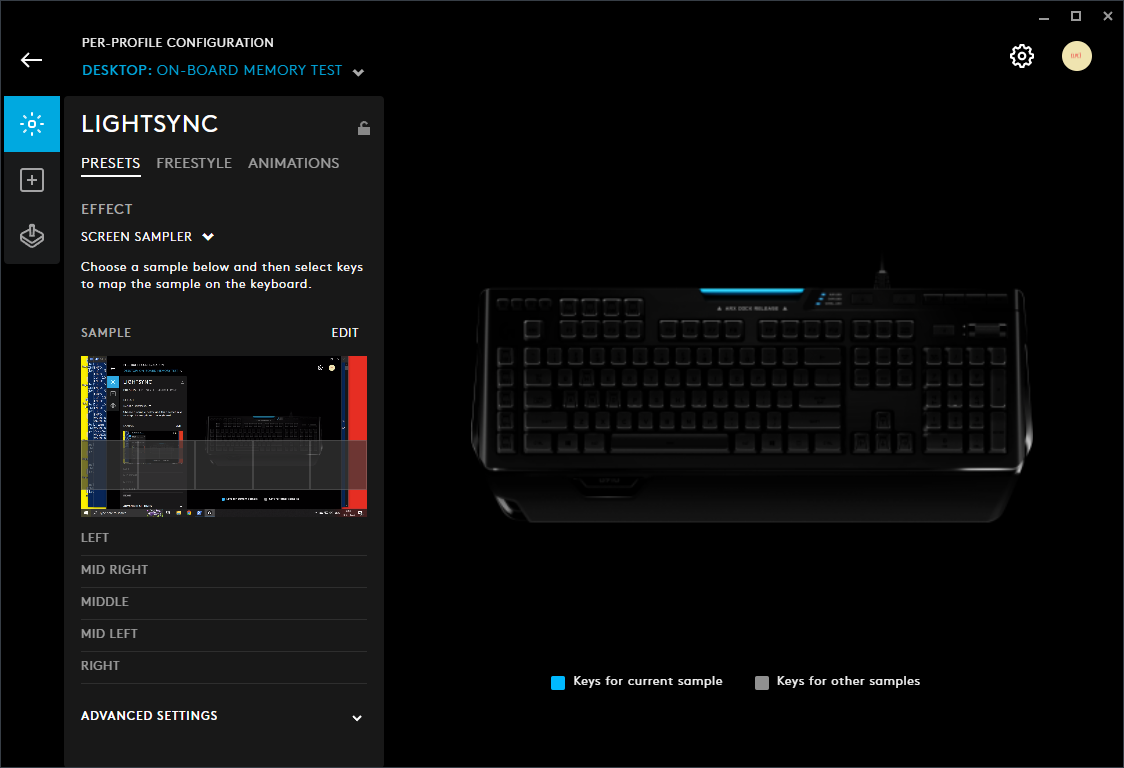 PER-PROFILE CONFIGURATION
DESKTOP: ON-BOARD MEMORY TEST
LIGHTSYNC
PRESETS FREESTYLE ANIMATIONS
EFFECT
SCREEN SAMPLER
Choose a sample below and then select keys
to map the sample on the keyboard.
SAMPLE EDIT
LIGHTSYNC
LEFT
MID RIGHT
MIDDLE
MID LEFT
RIGHT
ADVANCED SETTINGS
Keys for current sample Keys for other samples